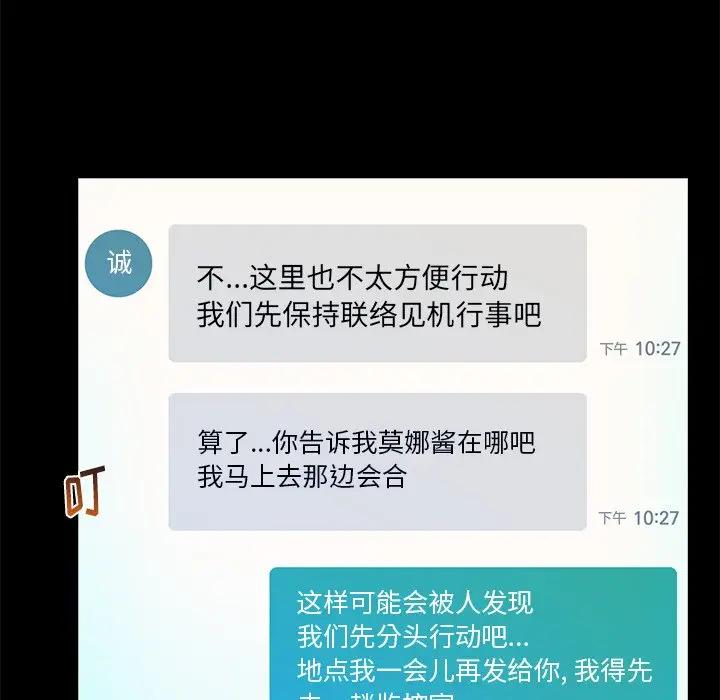 诚
不...这里也不太方便行动
我们先保持联络见机行事吧
下午 10:27
算了...你告诉我莫娜酱在哪吧
我马上去那边会合
下午 10:27
叮
这样可能会被人发现
我们先分头行动吧...
地点我一会儿再发给你, 我得先